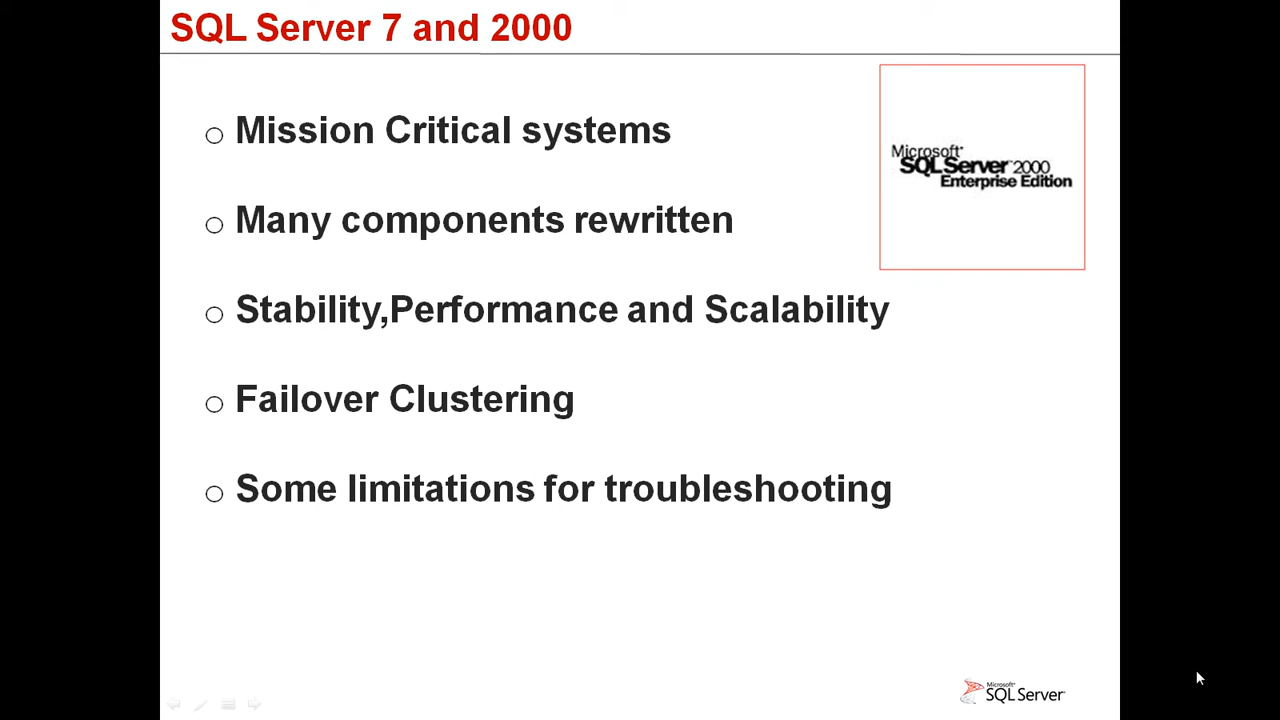 SQL Server 7 and 2000
Mission Critical systems
Many components rewritten
Stability,Performance and Scalability
Failover Clustering
Some limitations for troubleshooting
Microsoft
SQL Server 2000
Enterprise Edition
Microsoft
SQL Server